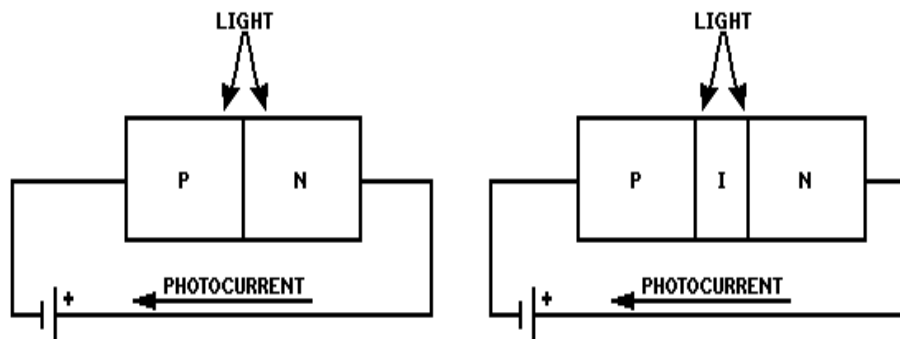 LIGHT
P N
PHOTOCURRENT
+
LIGHT
P I N
PHOTOCURRENT
+